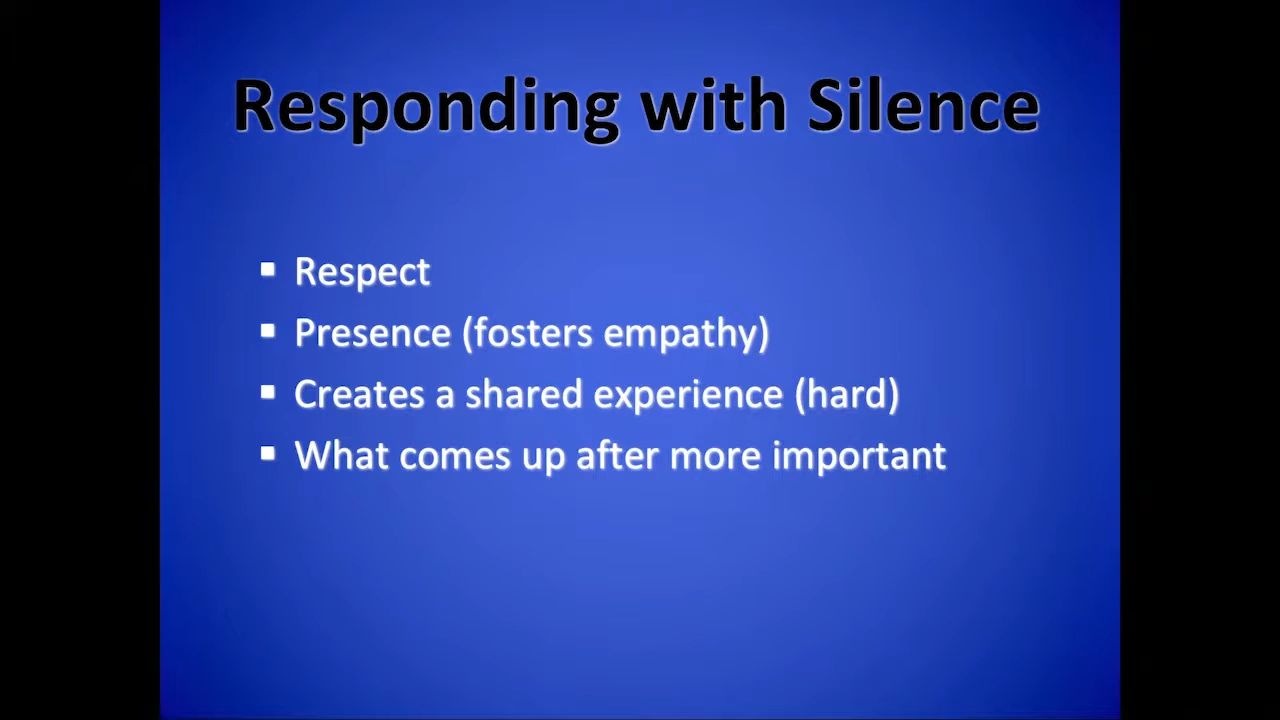 Responding with Silence
▪ Respect
▪ Presence (fosters empathy)
▪ Creates a shared experience (hard)
▪ What comes up after more important